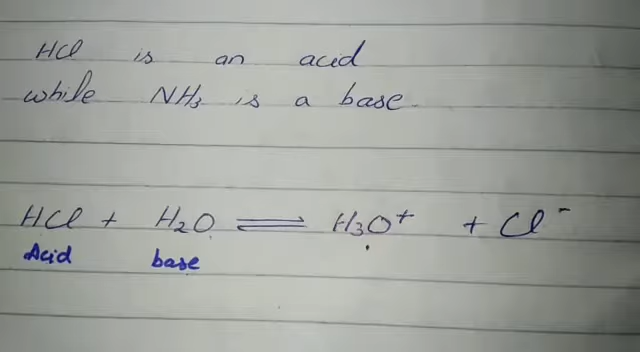 HCl is an acid
while NH₃ is a base.
HCl + H₂O ⇌ H₃O⁺ + Cl⁻
Acid base